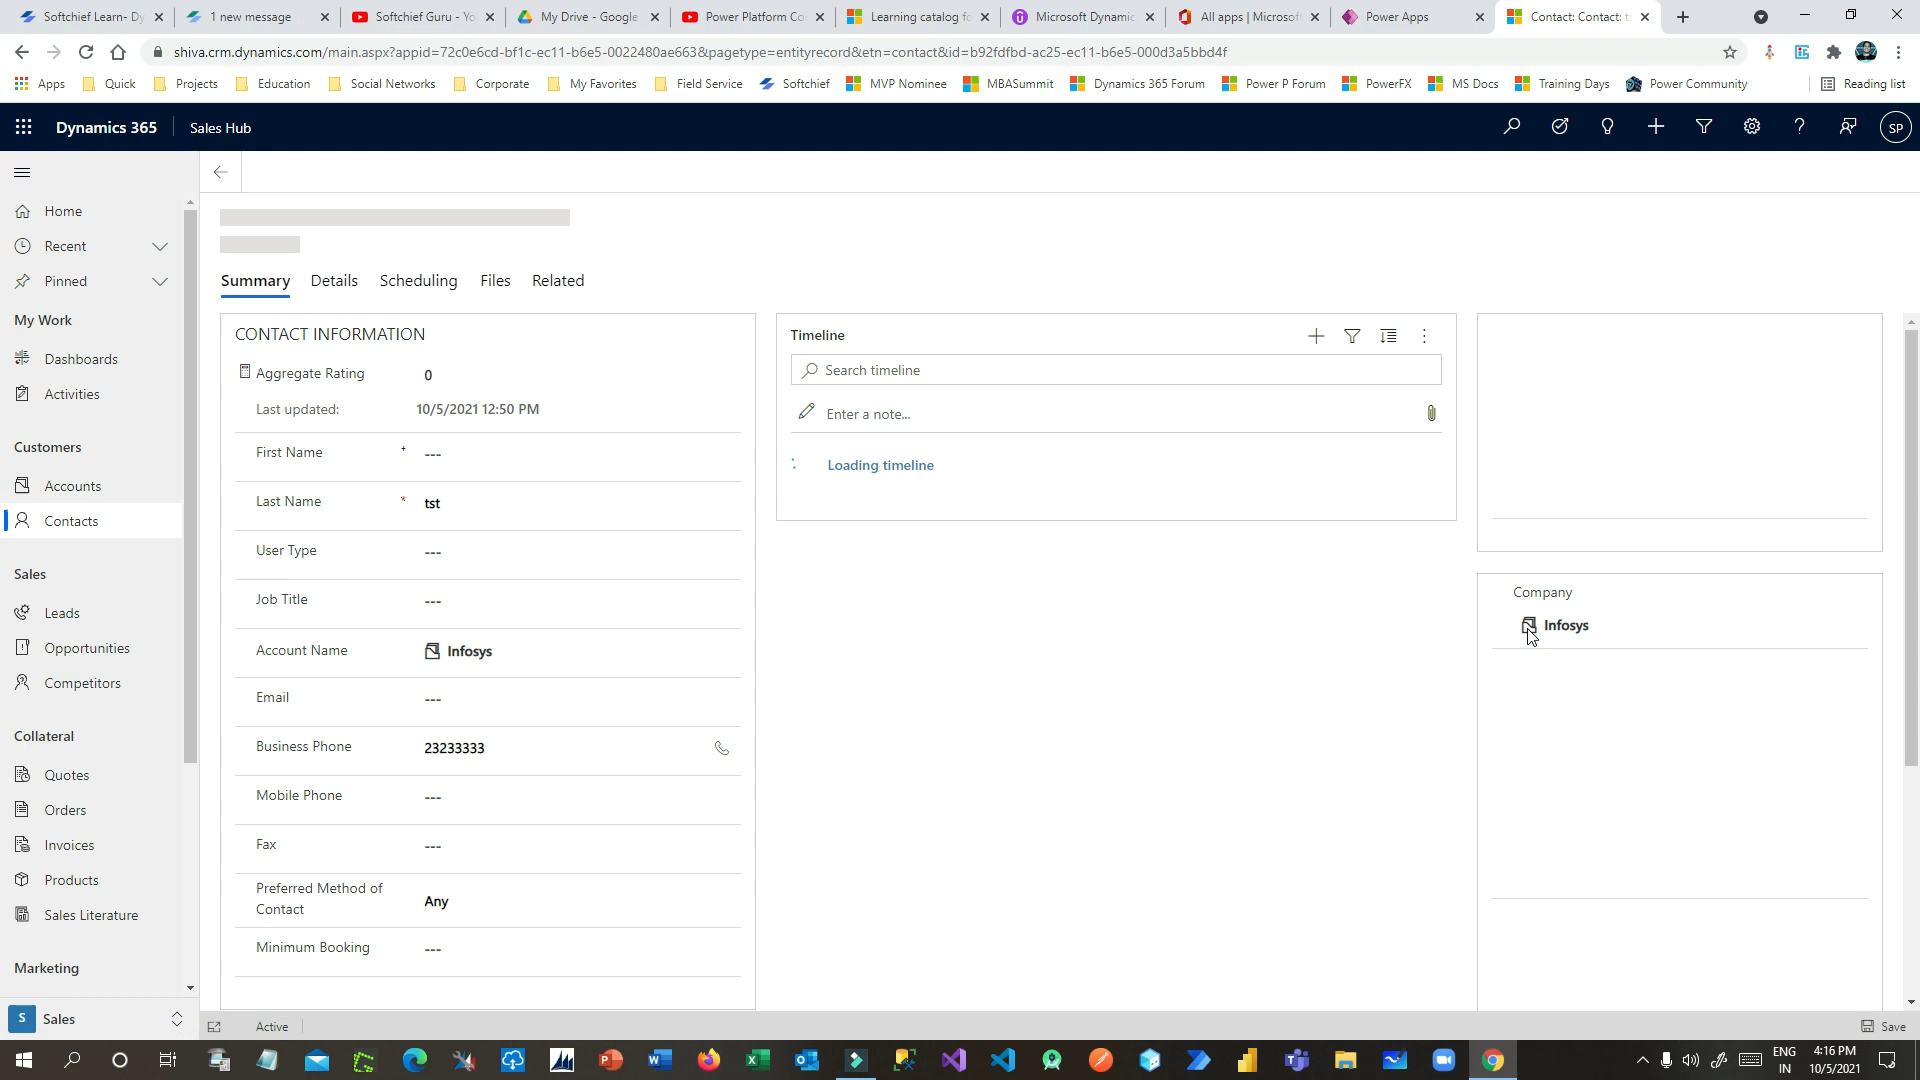 Softchief Learn- Dy
1 new message
Softchief Guru - Yo
My Drive - Google
Power Platform Co
Learning catalog fo
Microsoft Dynamic
All apps | Microsof
Power Apps
Contact: Contact: t
shiva.crm.dynamics.com/main.aspx?appid=72c0e6cd-bf1c-ec11-b6e5-0022480ae663&pagetype=entityrecord&etn=contact&id=b92fdfbd-ac25-ec11-b6e5-000d3a5bbd4f
Apps Quick Projects Education Social Networks Corporate My Favorites Field Service Softchief MVP Nominee MBASummit Dynamics 365 Forum Power P Forum PowerFX MS Docs Training Days Power Community Reading list
Dynamics 365 Sales Hub SP
Home
Recent
Pinned
My Work
Dashboards
Activities
Customers
Accounts
Contacts
Sales
Leads
Opportunities
Competitors
Collateral
Quotes
Orders
Invoices
Products
Sales Literature
Marketing
S Sales
Summary Details Scheduling Files Related
CONTACT INFORMATION
Aggregate Rating 0
Last updated: 10/5/2021 12:50 PM
First Name + ---
Last Name * tst
User Type ---
Job Title ---
Account Name Infosys
Email ---
Business Phone 23233333
Mobile Phone ---
Fax ---
Preferred Method of
Contact
Any
Minimum Booking ---
Timeline
Search timeline
Enter a note...
Loading timeline
Company
Infosys
Active
Save
ENG
IN
4:16 PM
10/5/2021